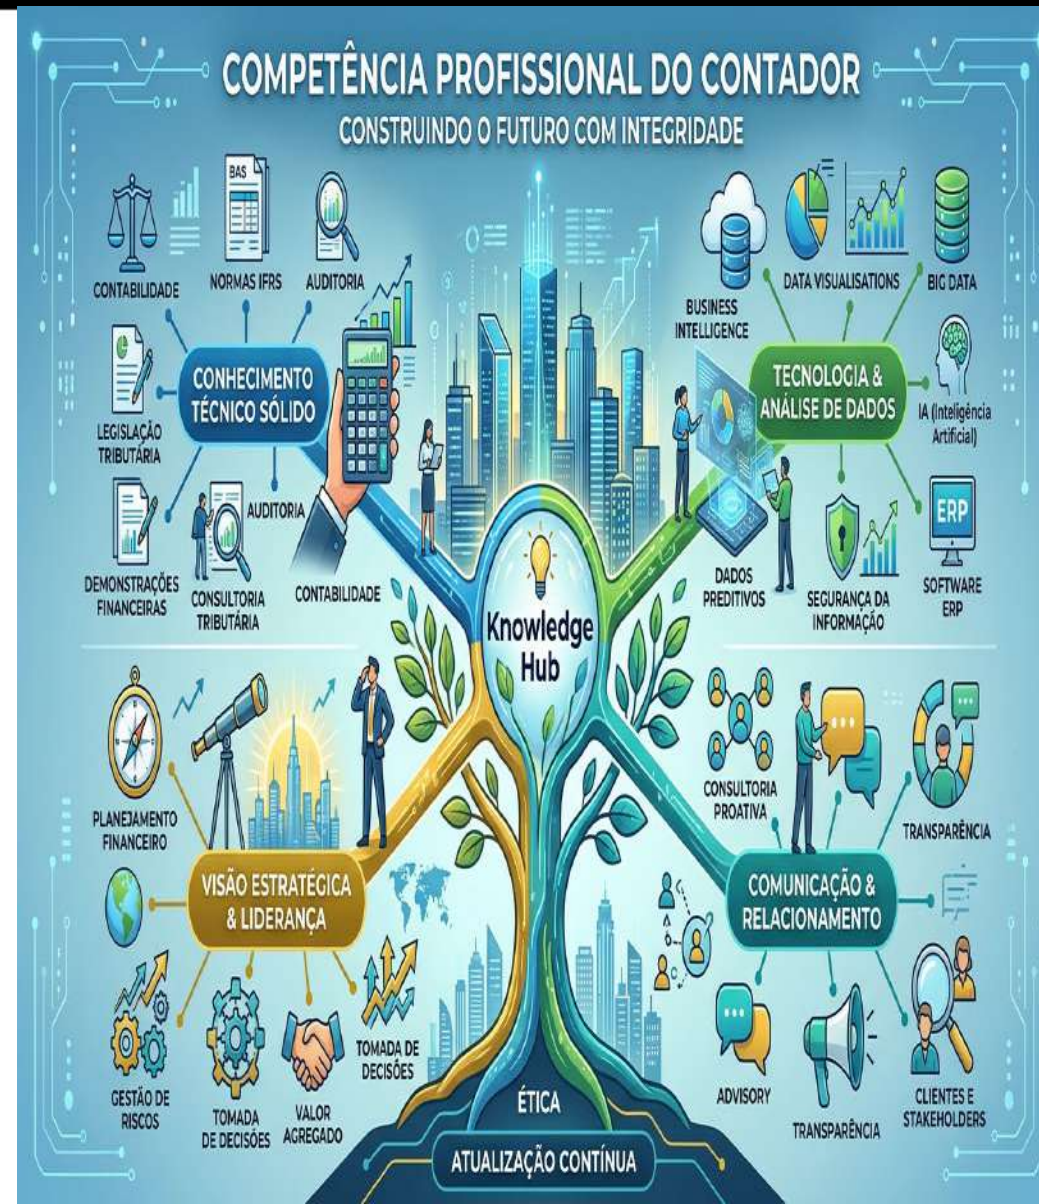 COMPETÊNCIA PROFISSIONAL DO CONTADOR
CONSTRUINDO O FUTURO COM INTEGRIDADE
CONTABILIDADE
BAS
NORMAS IFRS
AUDITORIA
CONHECIMENTO
TÉCNICO SÓLIDO
LEGISLAÇÃO
TRIBUTÁRIA
AUDITORIA
DEMONSTRAÇÕES
FINANCEIRAS
CONSULTORIA
TRIBUTÁRIA
CONTABILIDADE
BUSINESS
INTELLIGENCE
DATA VISUALISATIONS
BIG DATA
TECNOLOGIA &
ANÁLISE DE DADOS
IA (Inteligência
Artificial)
DADOS
PREDITIVOS
SEGURANÇA DA
INFORMAÇÃO
ERP
SOFTWARE
ERP
Knowledge
Hub
PLANEJAMENTO
FINANCEIRO
VISÃO ESTRATÉGICA
& LIDERANÇA
GESTÃO DE
RISCOS
TOMADA
DE DECISÕES
VALOR
AGREGADO
TOMADA DE
DECISÕES
CONSULTORIA
PROATIVA
TRANSPARÊNCIA
COMUNICAÇÃO &
RELACIONAMENTO
ADVISORY
TRANSPARÊNCIA
CLIENTES E
STAKEHOLDERS
ÉTICA
ATUALIZAÇÃO CONTÍNUA